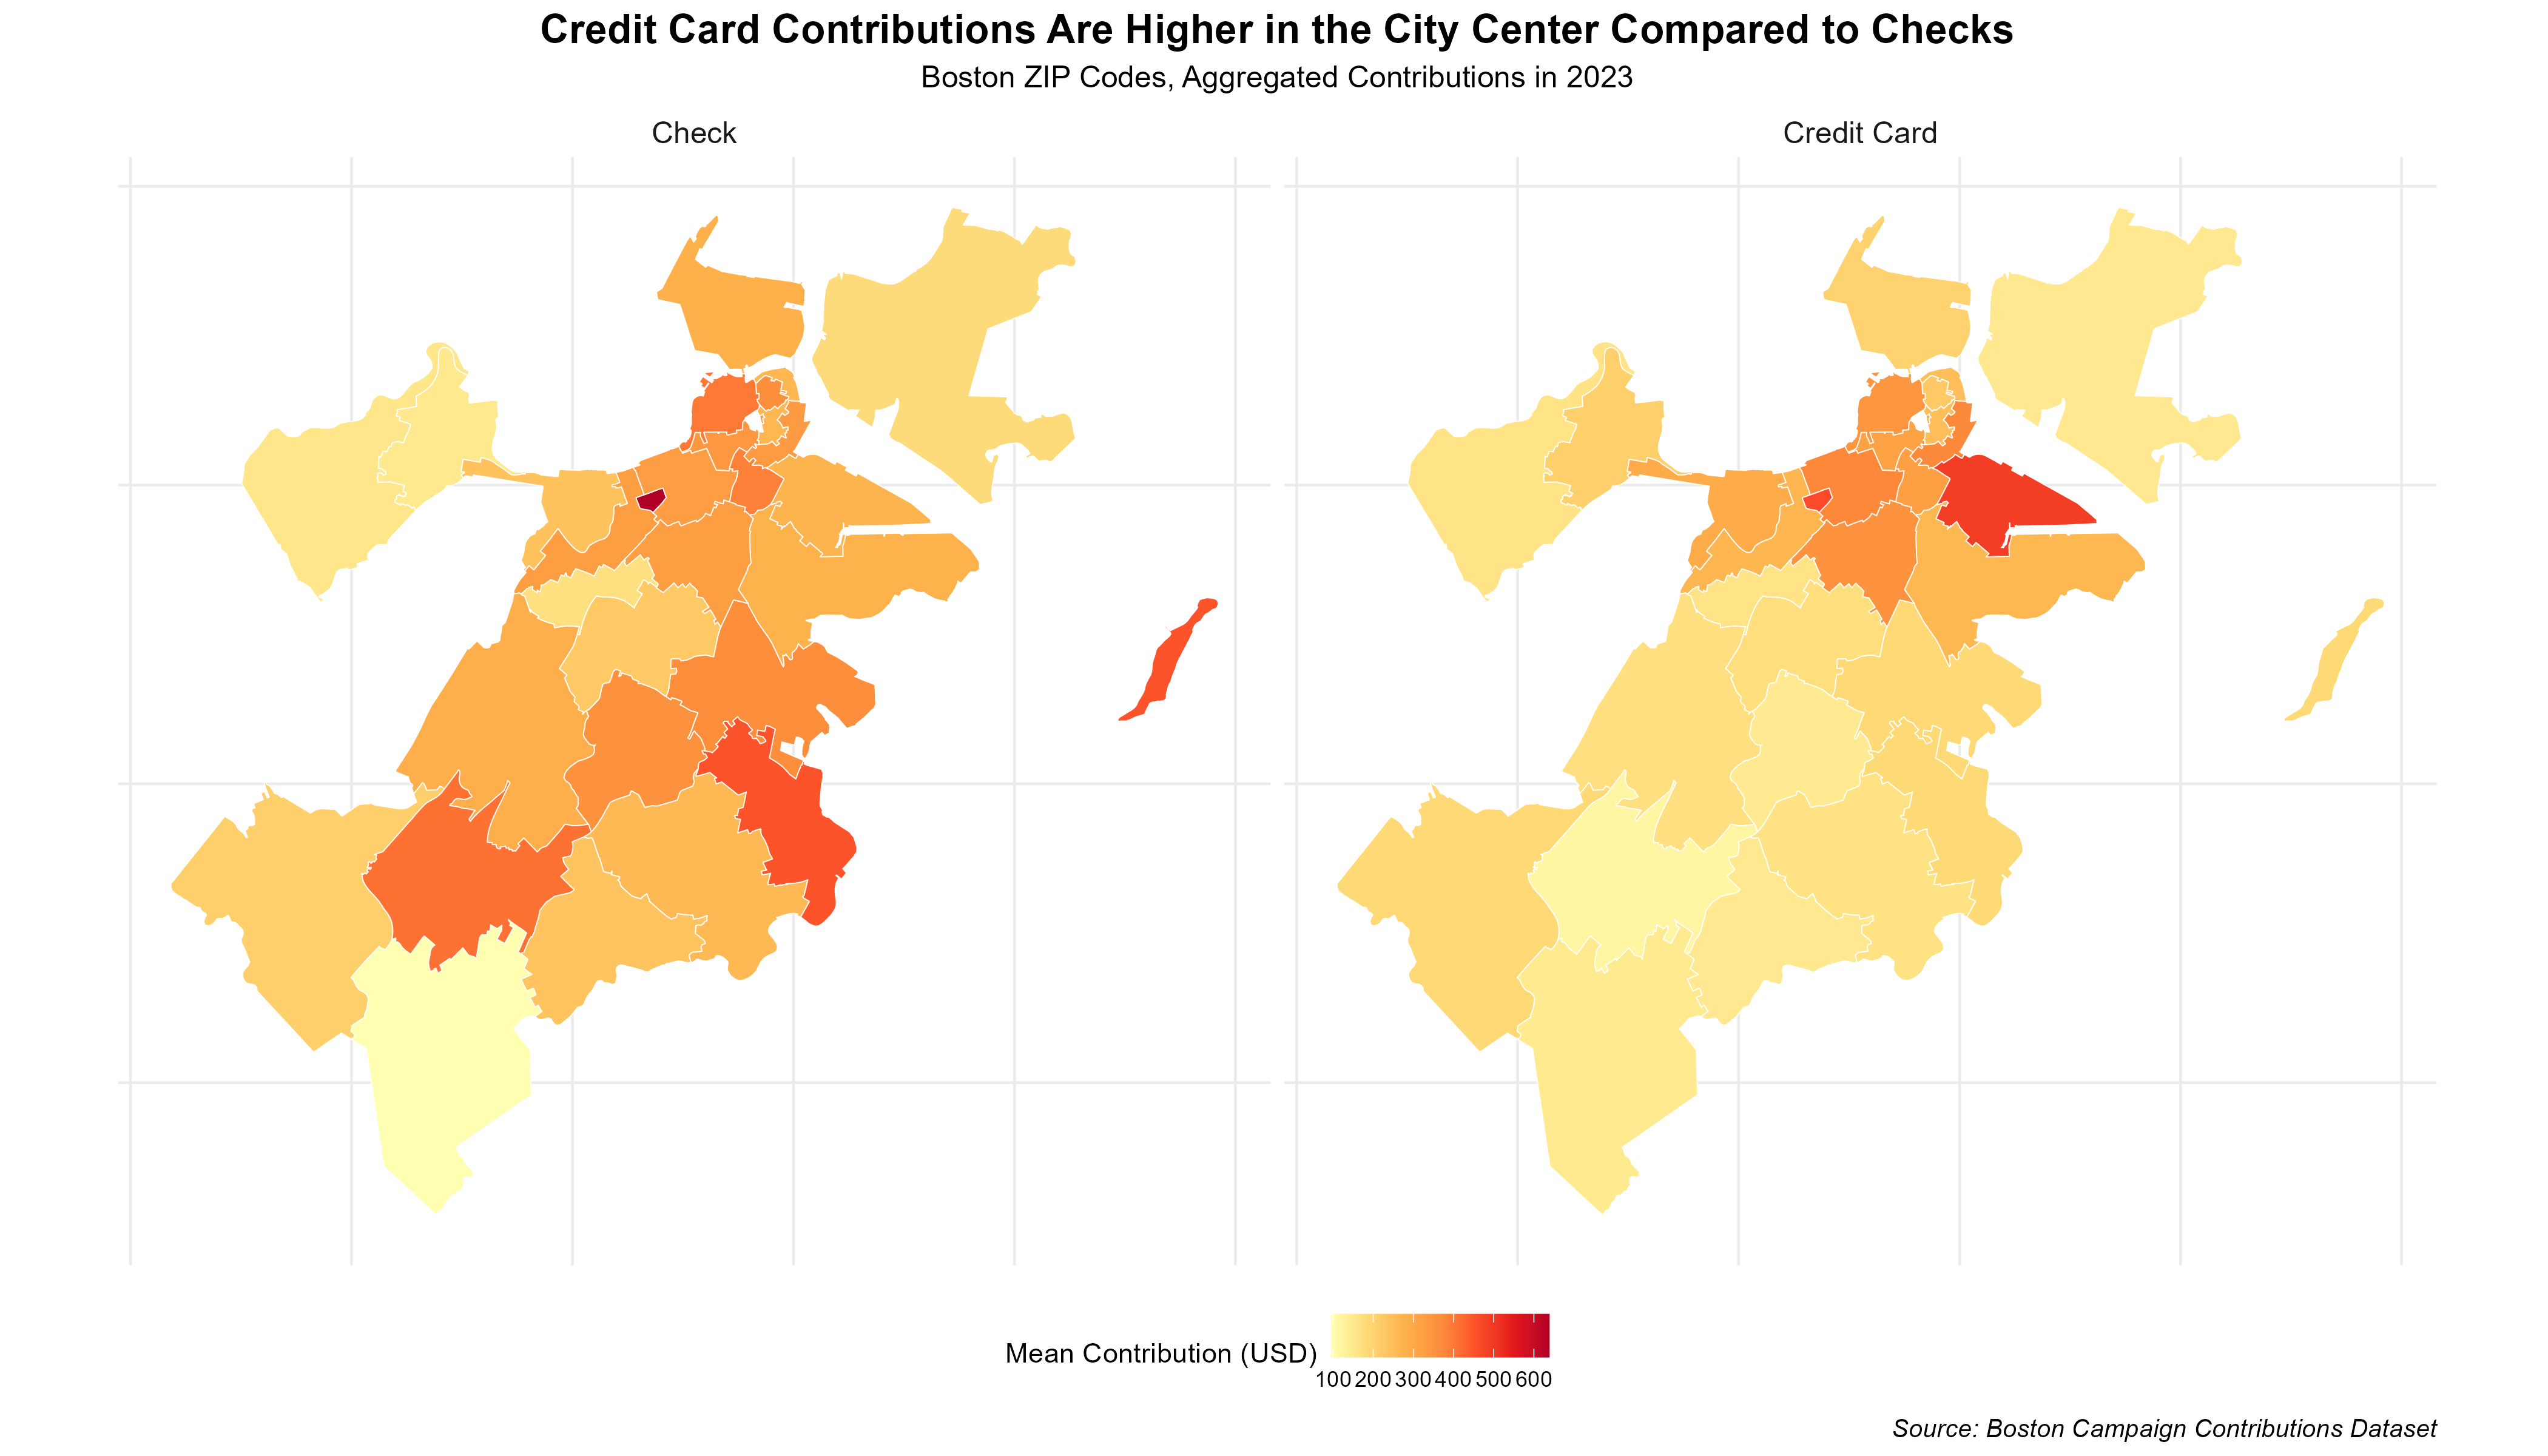 Credit Card Contributions Are Higher in the City Center Compared to Checks
Boston ZIP Codes, Aggregated Contributions in 2023
Check
Credit Card
Mean Contribution (USD)
100 200 300 400 500 600
Source: Boston Campaign Contributions Dataset